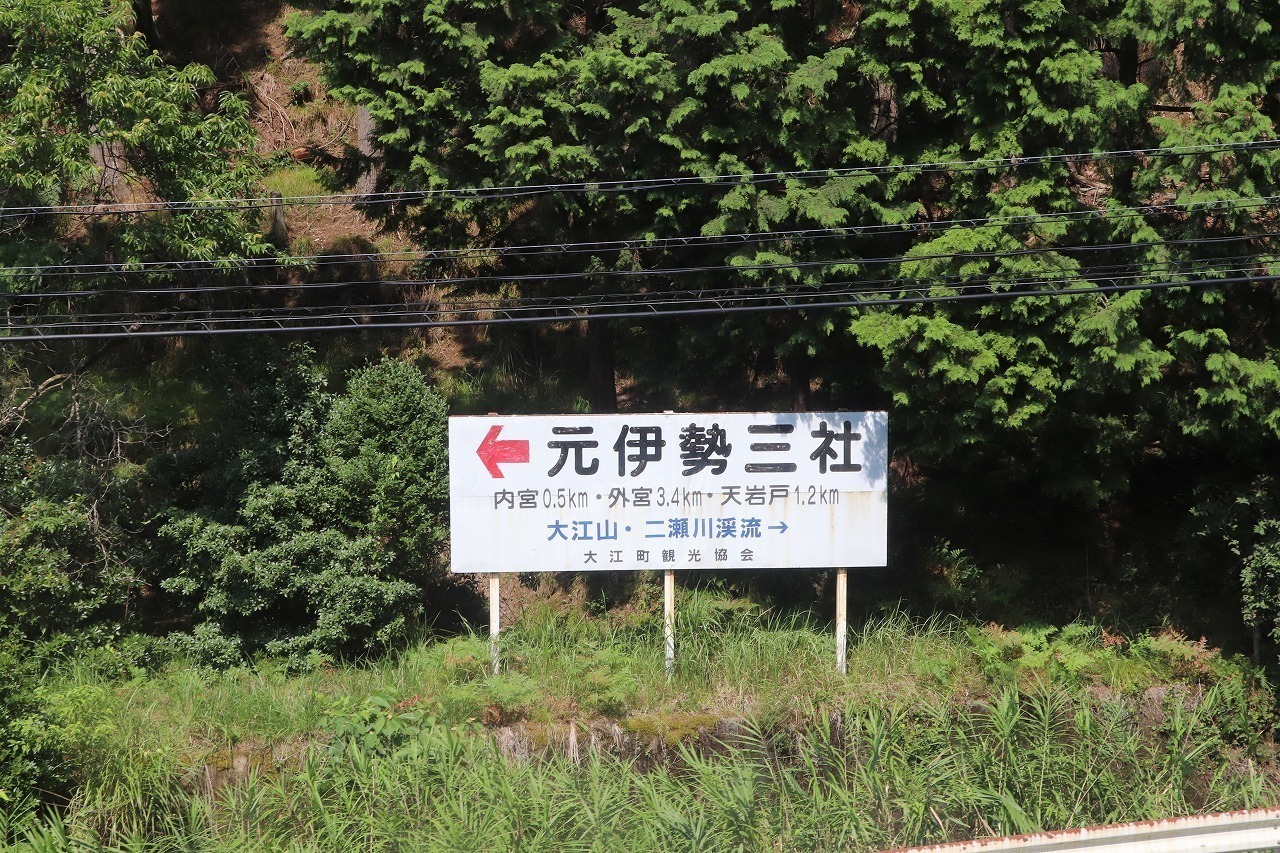 ← 元伊勢三社
内宮0.5km・外宮3.4km・天岩戸1.2km
大江山・二瀬川渓流→
大江町観光協会